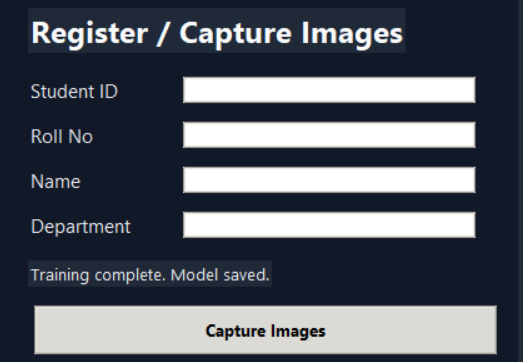 Register / Capture Images
Student ID
Roll No
Name
Department
Training complete. Model saved.
Capture Images